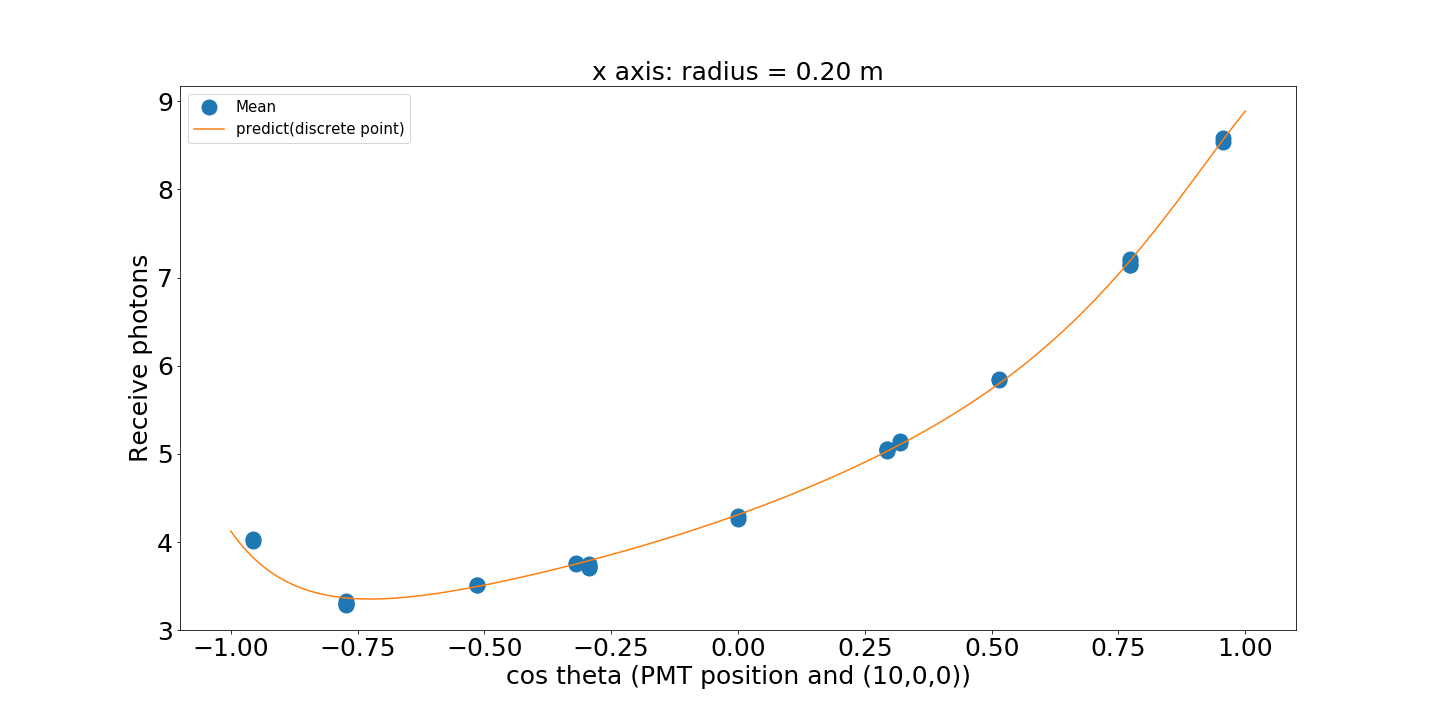 x axis: radius = 0.20 m
Mean
predict(discrete point)
9
8
7
6
5
4
3
Receive photons
−1.00 −0.75 −0.50 −0.25 0.00 0.25 0.50 0.75 1.00
cos theta (PMT position and (10,0,0))